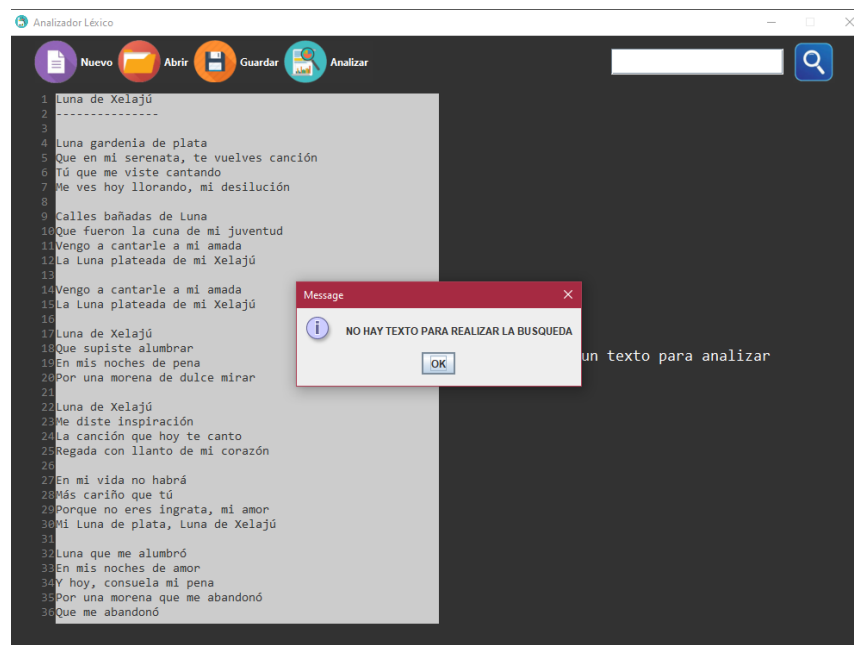 Analizador Léxico
Nuevo Abrir Guardar Analizar
1 Luna de Xelajú
2 ---------------
3
4 Luna gardenia de plata
5 Que en mi serenata, te vuelves canción
6 Tú que me viste cantando
7 Me ves hoy llorando, mi desilución
8
9 Calles bañadas de Luna
10 Que fueron la cuna de mi juventud
11 Vengo a cantarle a mi amada
12 La Luna plateada de mi Xelajú
13
14 Vengo a cantarle a mi amada
15 La Luna plateada de mi Xelajú
16
17 Luna de Xelajú
18 Que supiste alumbrar
19 En mis noches de pena
20 Por una morena de dulce mirar
21
22 Luna de Xelajú
23 Me diste inspiración
24 La canción que hoy te canto
25 Regada con llanto de mi corazón
26
27 En mi vida no habrá
28 Más cariño que tú
29 Porque no eres ingrata, mi amor
30 Mi Luna de plata, Luna de Xelajú
31
32 Luna que me alumbró
33 En mis noches de amor
34 Y hoy, consuela mi pena
35 Por una morena que me abandonó
36 Que me abandonó
Message
NO HAY TEXTO PARA REALIZAR LA BUSQUEDA
OK
un texto para analizar